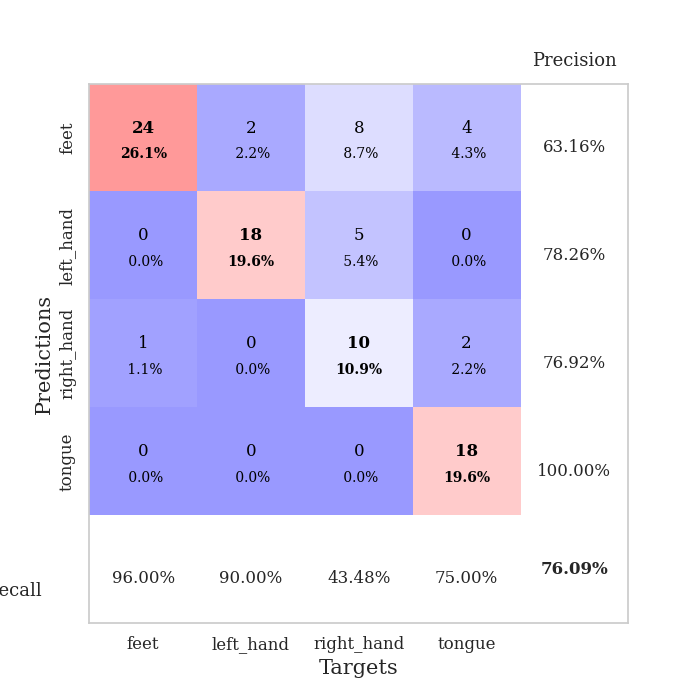 Precision
feet 24 2 8 4 63.16%
26.1% 2.2% 8.7% 4.3%
left_hand 0 18 5 0 78.26%
0.0% 19.6% 5.4% 0.0%
Predictions
right_hand 1 0 10 2 76.92%
1.1% 0.0% 10.9% 2.2%
tongue 0 0 0 18 100.00%
0.0% 0.0% 0.0% 19.6%
ecall 96.00% 90.00% 43.48% 75.00% 76.09%
feet left_hand right_hand tongue
Targets